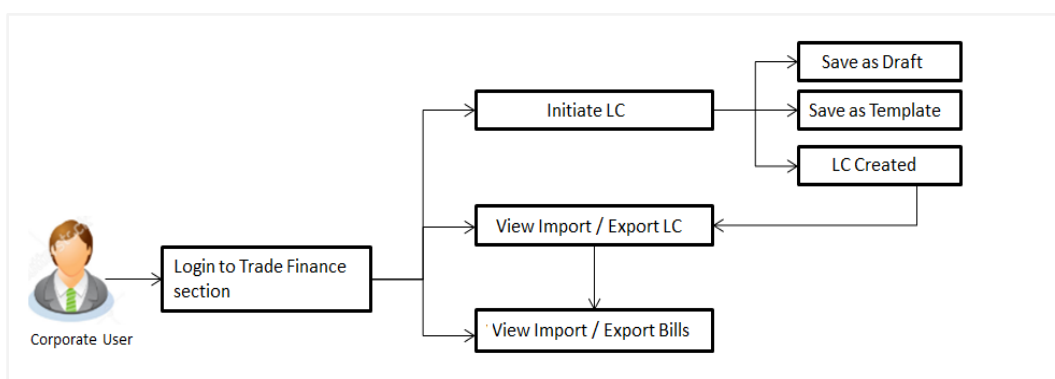 Save as Draft
Initiate LC
Save as Template
LC Created
View Import / Export LC
Login to Trade Finance
section
View Import / Export Bills
Corporate User